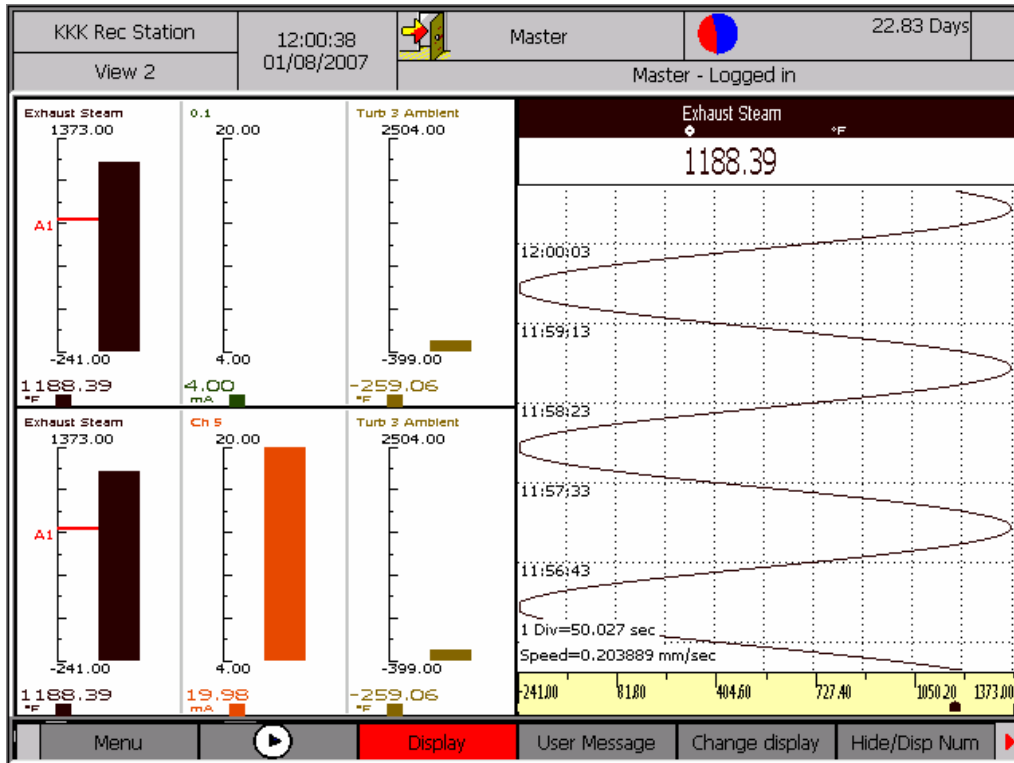 KKK Rec Station
View 2
12:00:38
01/08/2007
Master
22.83 Days
Master - Logged in
Exhaust Steam
1373.00
A1
-241.00
1188.39
°F
0.1
20.00
4.00
4.00
mA
Turb 3 Ambient
2504.00
-399.00
-259.06
°F
Exhaust Steam
1373.00
A1
-241.00
1188.39
°F
Ch 5
20.00
4.00
19.98
mA
Turb 3 Ambient
2504.00
-399.00
-259.06
°F
Exhaust Steam
°F
1188.39
12:00:03
11:59:13
11:58:23
11:57:33
11:56:43
1 Div=50.027 sec
Speed=0.203889 mm/sec
-241.00 81.80 404.60 727.40 1050.20 1373.00
Menu Display User Message Change display Hide/Disp Num